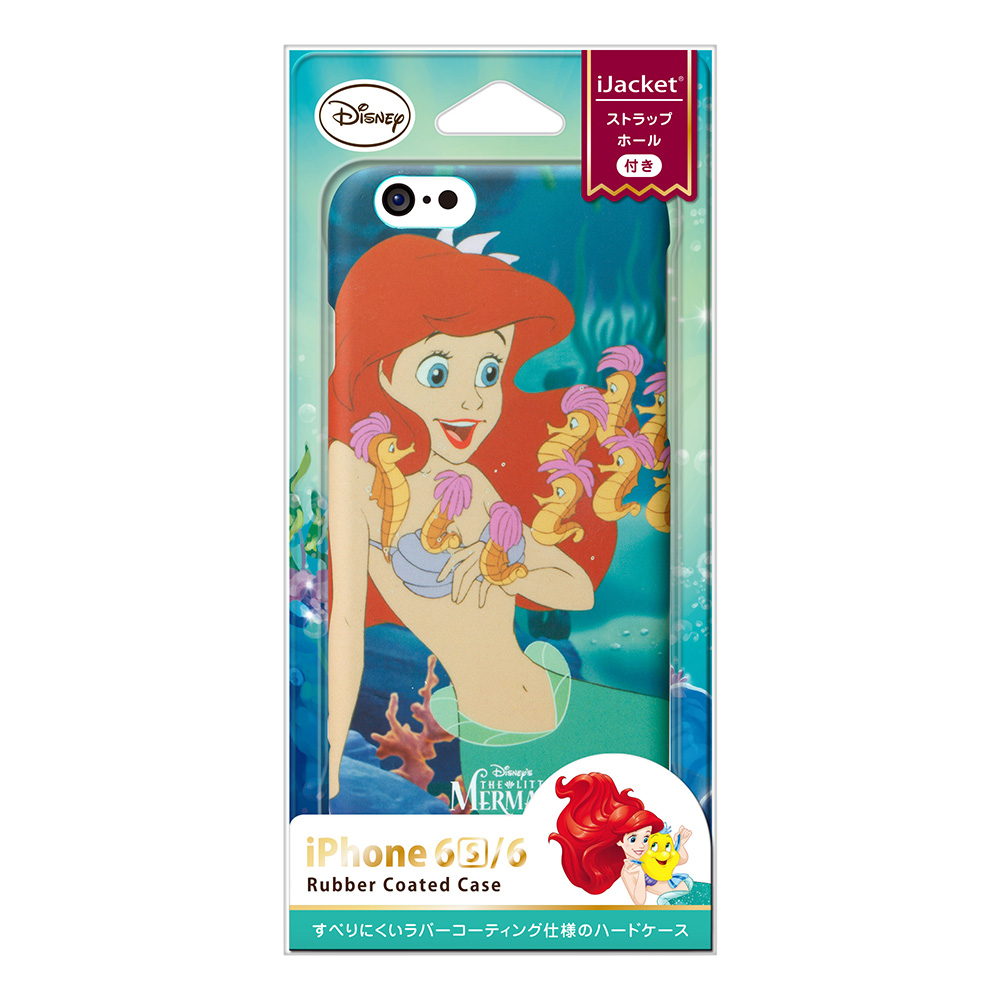 Disney
iJacket®
ストラップ
ホール
付き
Disney's
THE LITT
MERMA
iPhone 6s/6
Rubber Coated Case
すべりにくいラバーコーティング仕様のハードケース